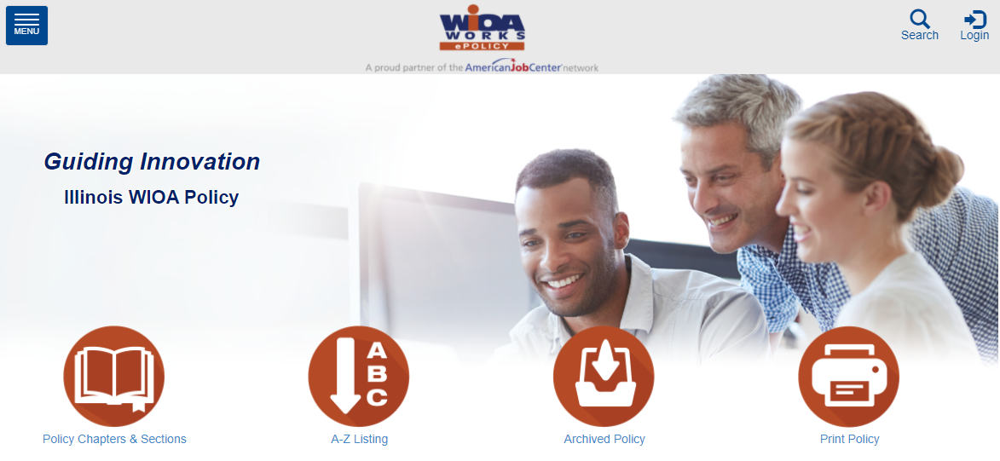 MENU
WIOA
WORKS
ePOLICY
A proud partner of the AmericanJobCenter network
Search
Login
Guiding Innovation
Illinois WIOA Policy
A
B
C
Policy Chapters & Sections
A-Z Listing
Archived Policy
Print Policy